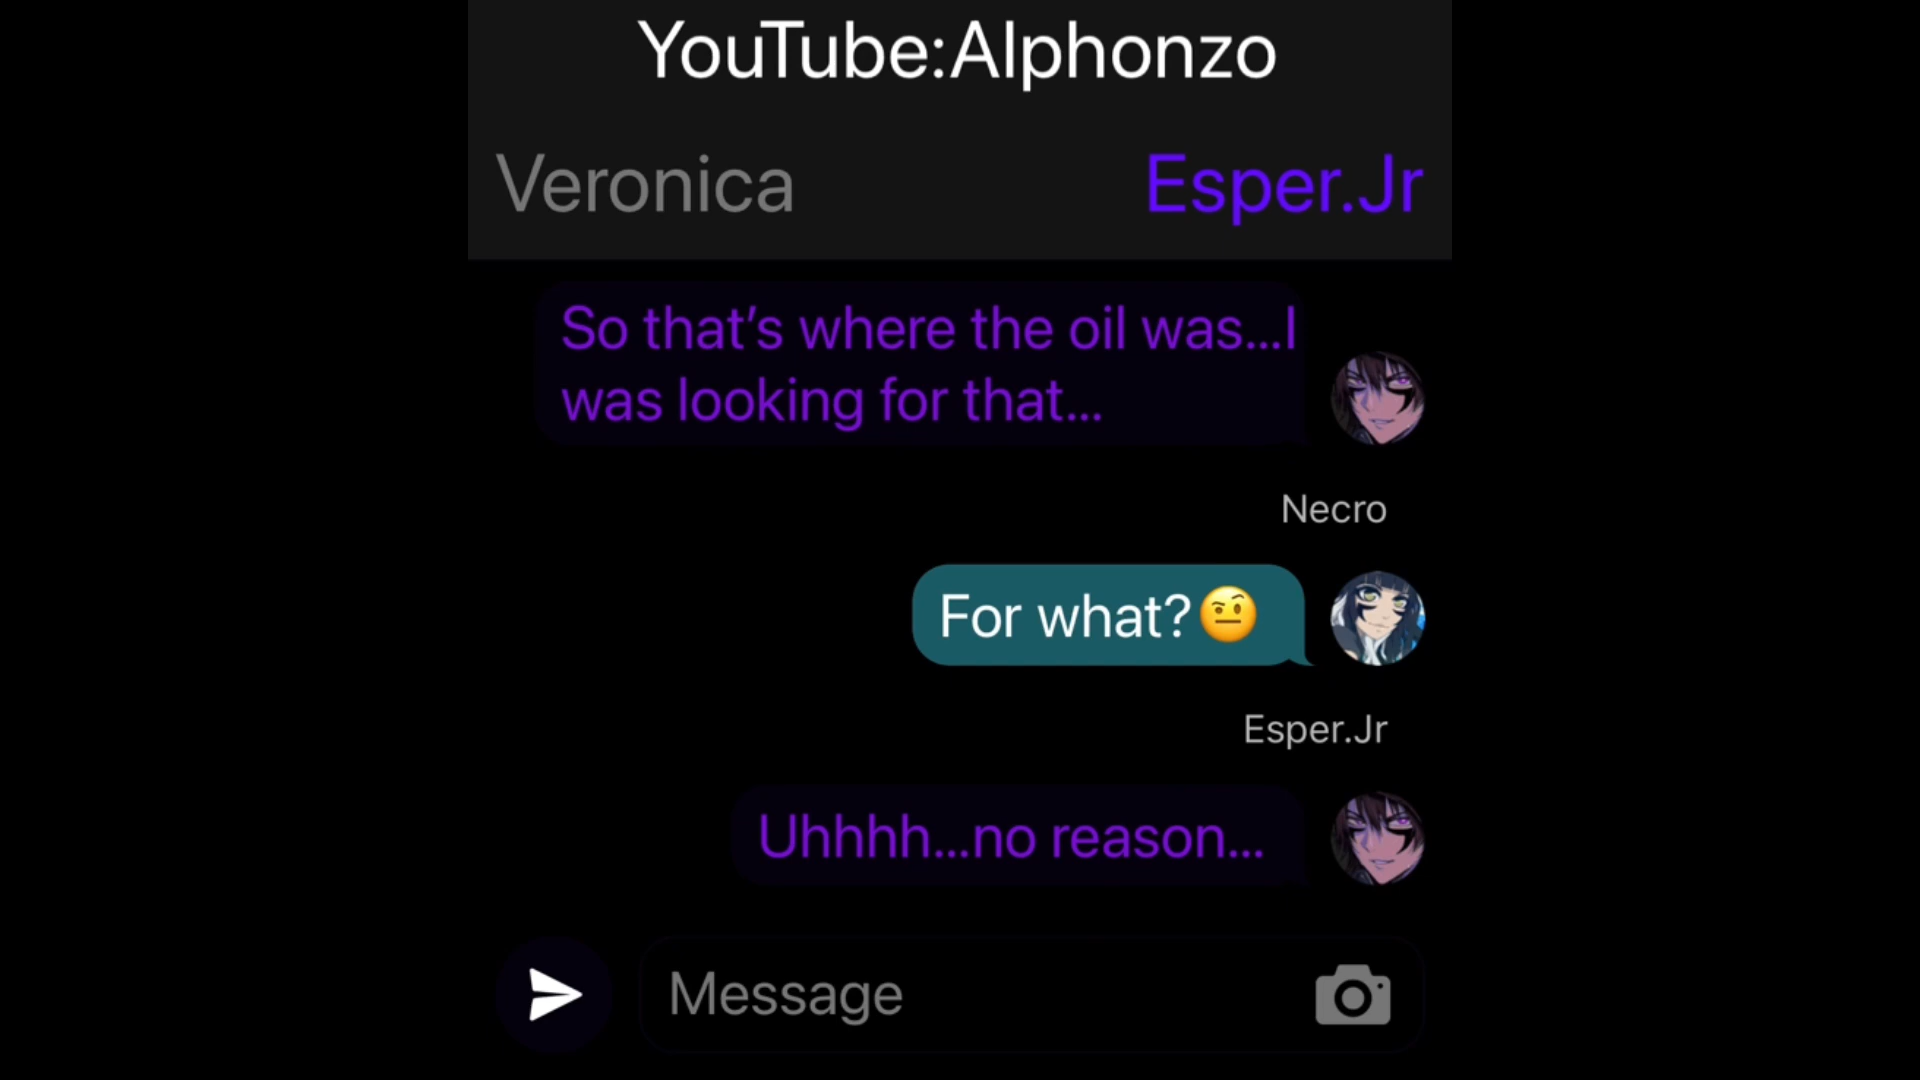 YouTube:Alphonzo
Veronica
Esper.Jr
So that’s where the oil was...I
was looking for that...
Necro
For what?🤨
Esper.Jr
Uhhhh...no reason...
Message